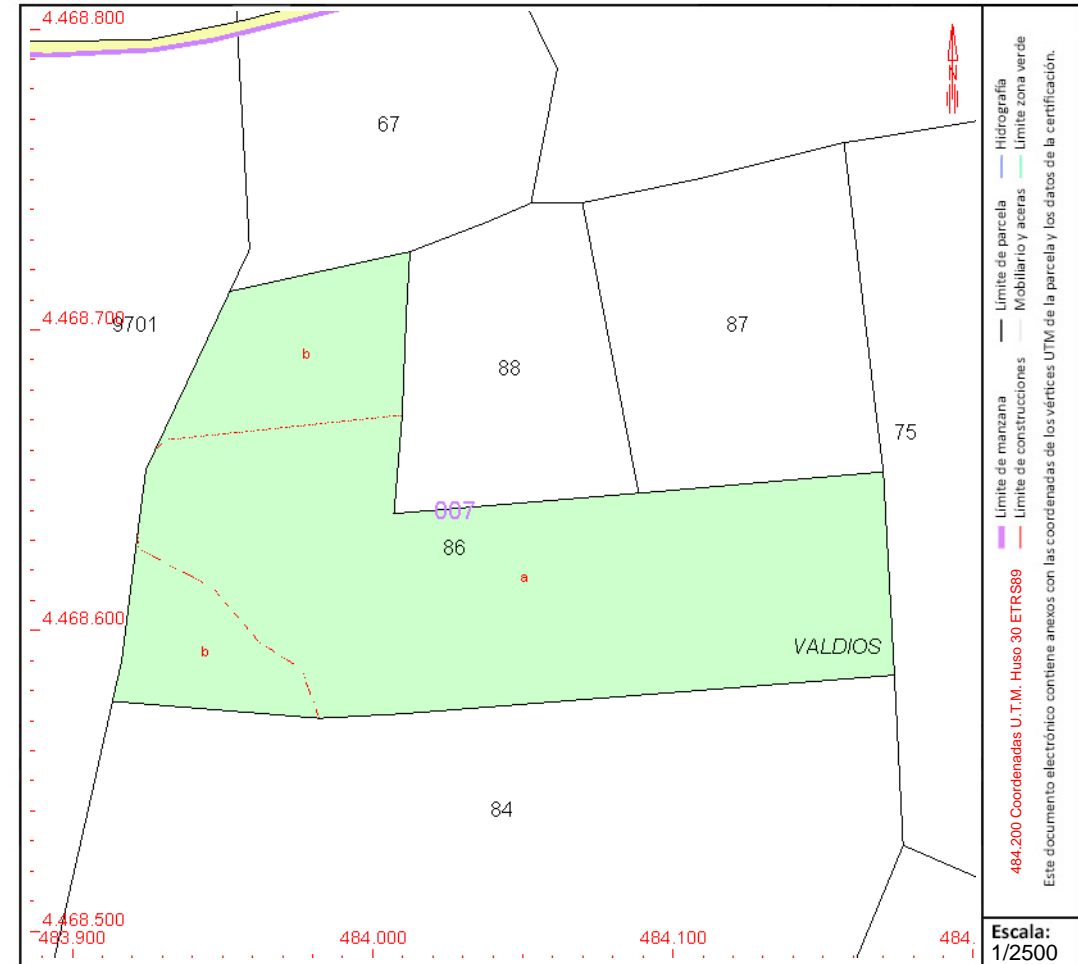 4.468.800
67
4.468.700
9701
b
87
88
75
007
86
a
4.468.600
b
VALDIOS
84
4.468.500
483.900
484.000
484.100
484.
N
Límite de manzana
Límite de parcela
Hidrografía
Límite de construcciones
Mobiliario y aceras
Límite zona verde
484.200 Coordenadas U.T.M. Huso 30 ETRS89
Este documento electrónico contiene anexos con las coordenadas de los vértices UTM de la parcela y los datos de la certificación.
Escala:
1/2500